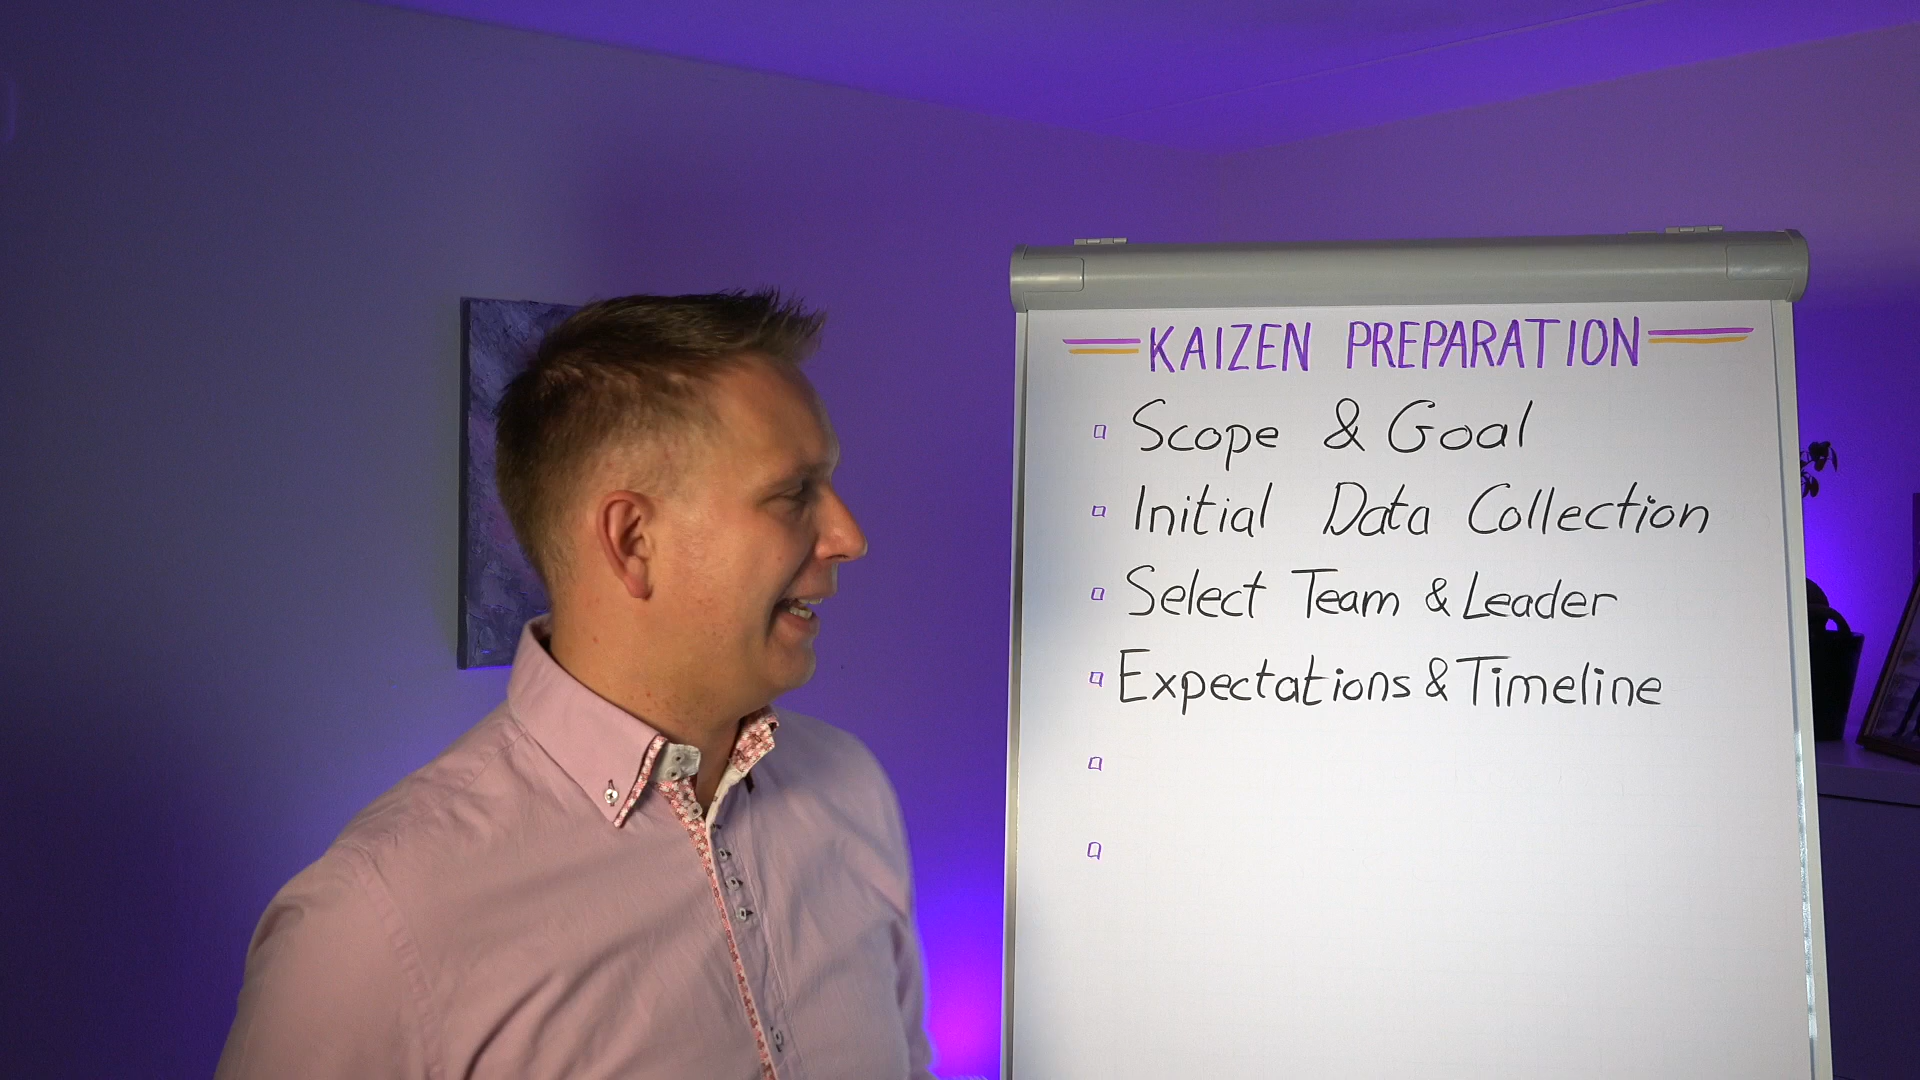 KAIZEN PREPARATION
Scope & Goal
Initial Data Collection
Select Team & Leader
Expectations & Timeline